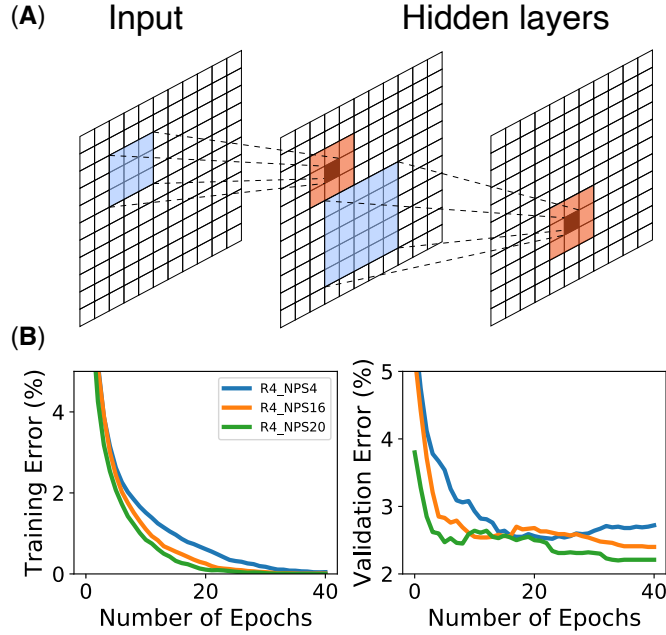 (A) Input Hidden layers
(B)
Training Error (%)
4
2
0
0 20 40
Number of Epochs
R4_NPS4
R4_NPS16
R4_NPS20
Validation Error (%)
5
4
3
2
0 20 40
Number of Epochs